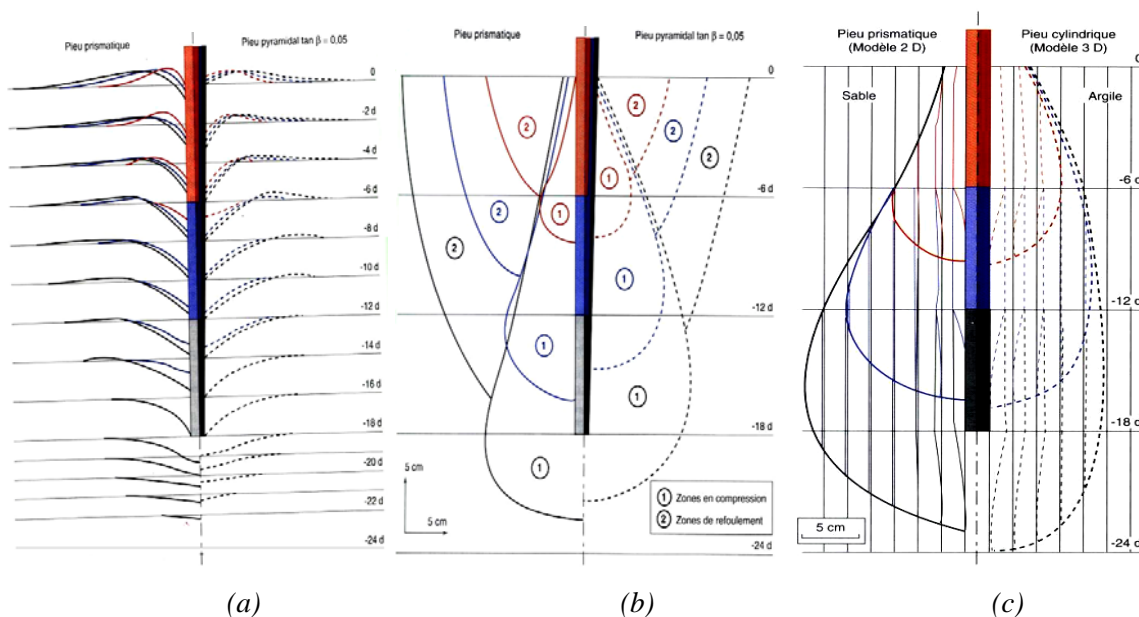 Pieu prismatique
Pieu pyramidal tan β = 0,05
0
-2 d
-4 d
-6 d
-8 d
-10 d
-12 d
-14 d
-16 d
-18 d
-20 d
-22 d
-24 d
(a)
Pieu prismatique
Pieu pyramidal tan β = 0,05
0
2
2
2
2
1
-6 d
2
1
2
1
-12 d
1
1
-18 d
1
5 cm
5 cm
1 Zones en compression
2 Zones de refoulement
-24 d
(b)
Pieu prismatique
(Modèle 2 D)
Pieu cylindrique
(Modèle 3 D)
0
Sable
Argile
-6 d
-12 d
-18 d
5 cm
-24 d
(c)